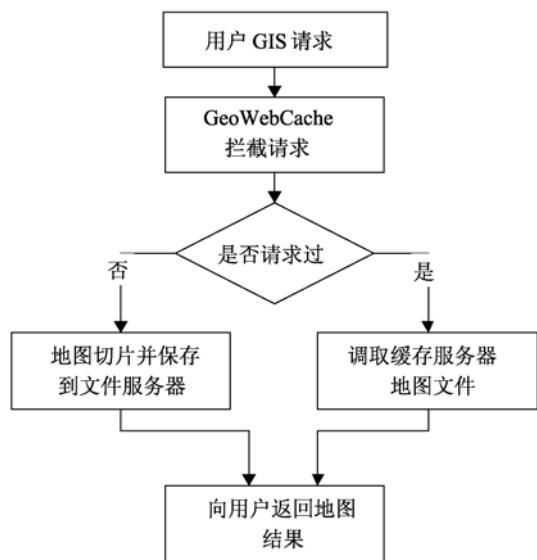 用户 GIS 请求
GeoWebCache
拦截请求
是否请求过
否
是
地图切片并保存
到文件服务器
调取缓存服务器
地图文件
向用户返回地图
结果